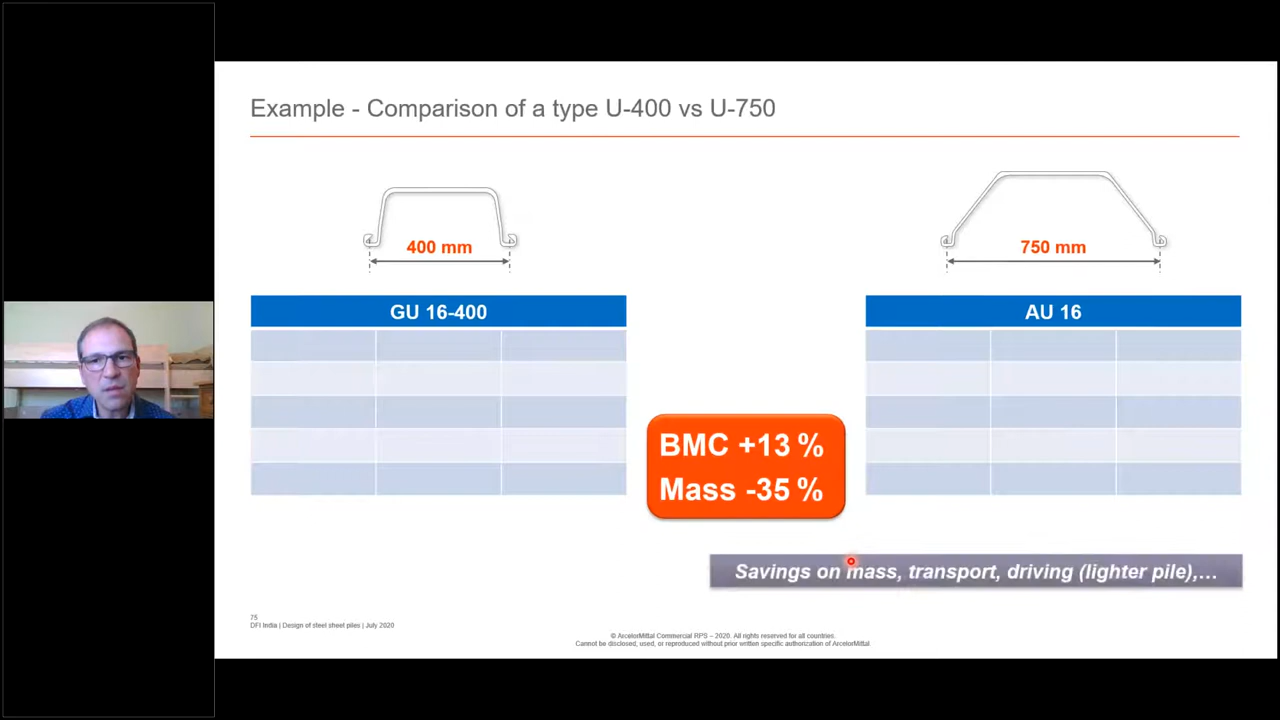 Example - Comparison of a type U-400 vs U-750
400 mm
750 mm
GU 16-400
AU 16
BMC +13 %
Mass -35 %
Savings on mass, transport, driving (lighter pile),...
75
DFI India | Design of steel sheet piles | July 2020
© ArcelorMittal Commercial RPS – 2020. All rights reserved for all countries.
Cannot be disclosed, used, or reproduced without prior written specific authorization of ArcelorMittal